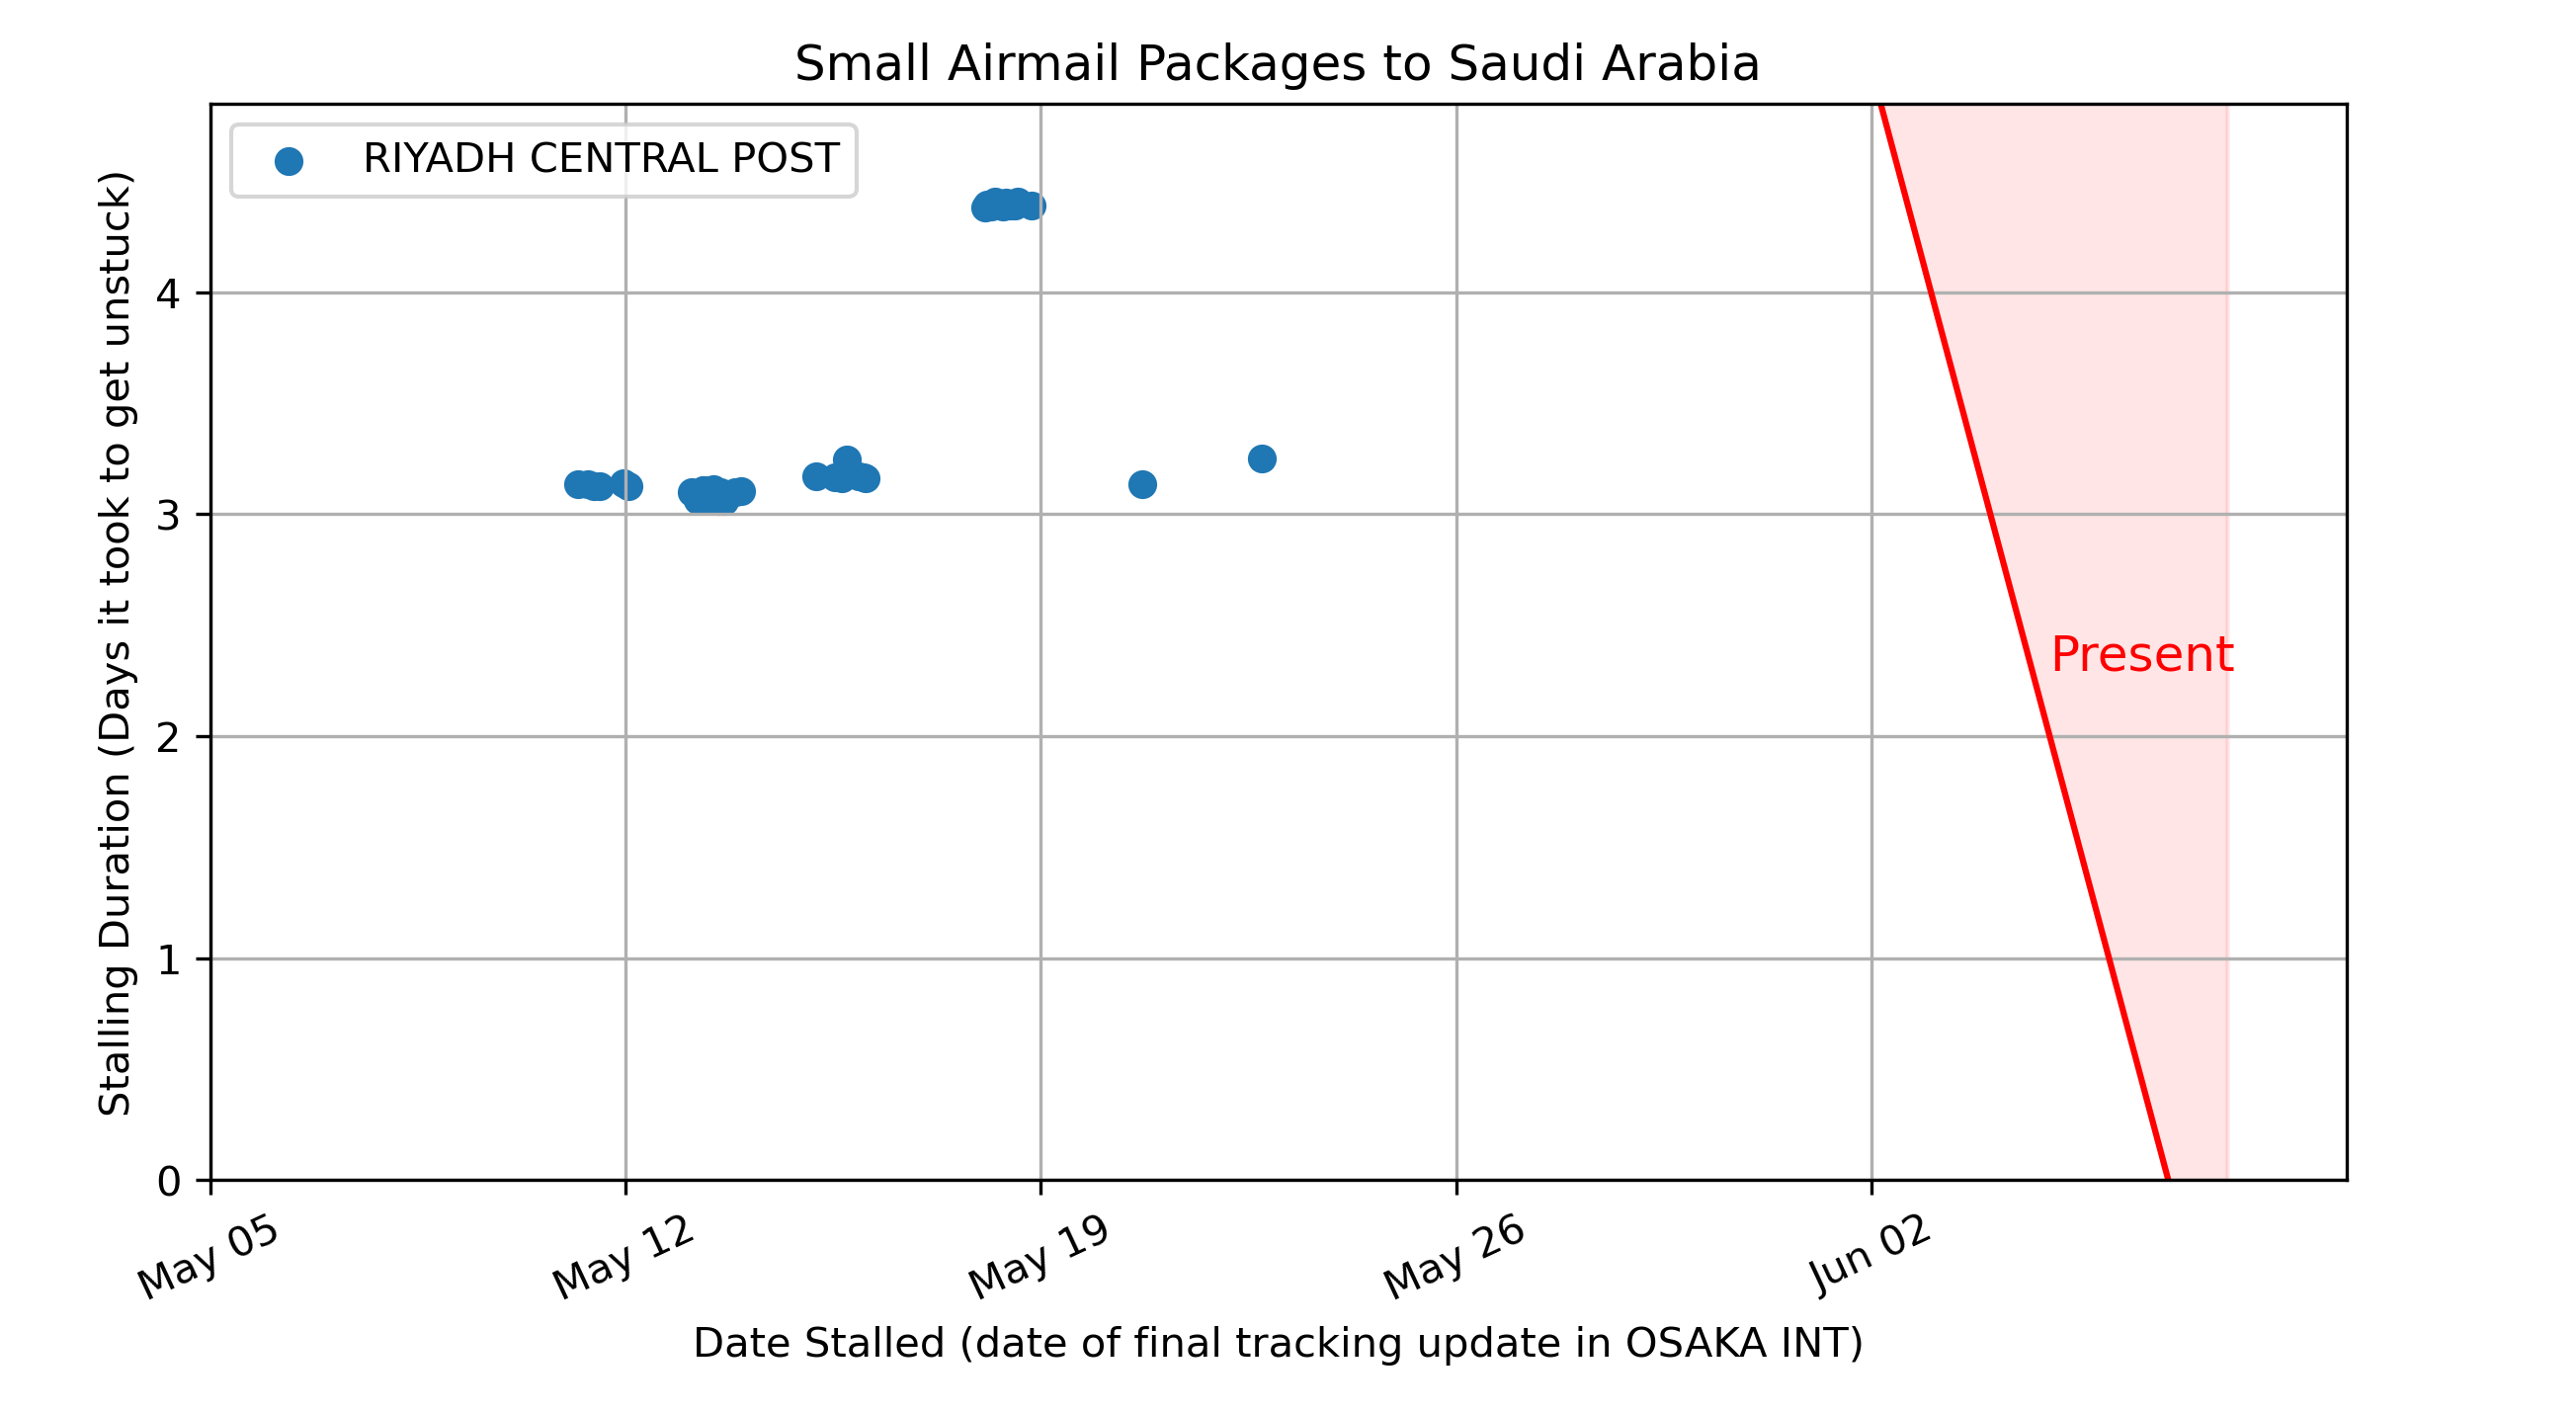 Small Airmail Packages to Saudi Arabia
RIYADH CENTRAL POST
Stalling Duration (Days it took to get unstuck)
4
3
2
1
0
Present
May 05
May 12
May 19
May 26
Jun 02
Date Stalled (date of final tracking update in OSAKA INT)